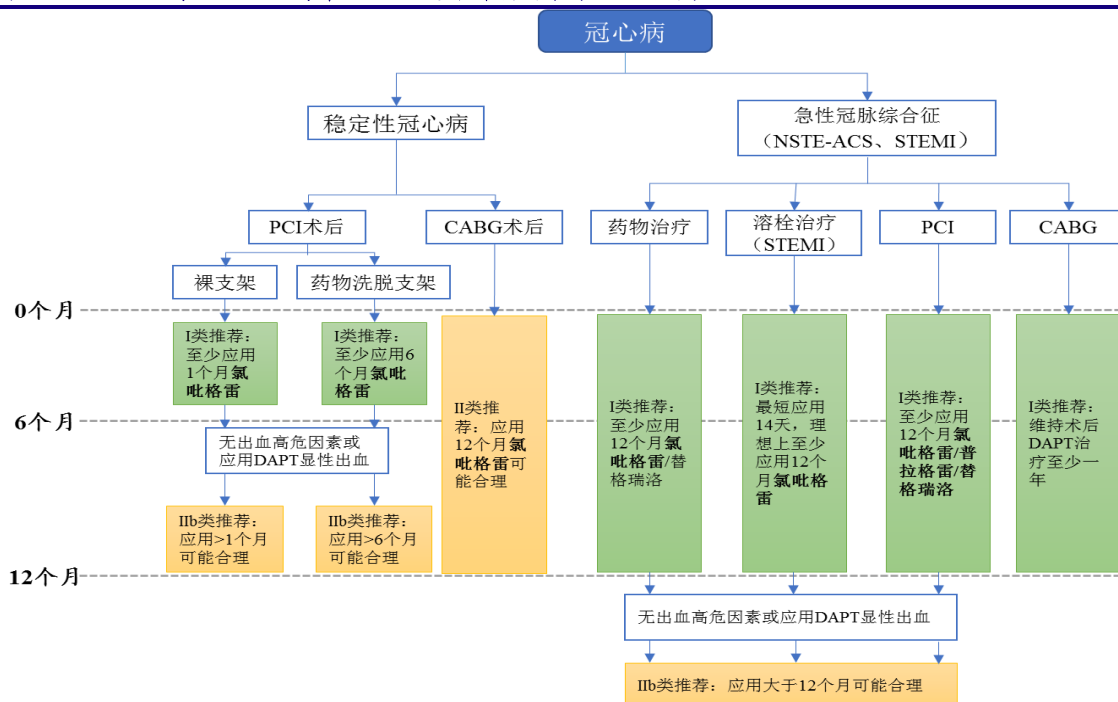 冠心病
稳定性冠心病
急性冠脉综合征
（NSTE-ACS、STEMI）
PCI术后
CABG术后
药物治疗
溶栓治疗
（STEMI）
PCI
CABG
裸支架
药物洗脱支架
0个月
I类推荐：
至少应用
1个月氯
吡格雷
I类推荐：
至少应用6
个月氯吡
格雷
II类推
荐：应用
12个月氯
吡格雷可
能合理
I类推荐：
至少应用
12个月氯
吡格雷/替
格瑞洛
I类推荐：
最短应用
14天，理
想上至少
应用12个
月氯吡格
雷
I类推荐：
至少应用
12个月氯
吡格雷/普
拉格雷/替
格瑞洛
I类推荐：
维持术后
DAPT治
疗至少一
年
6个月
无出血高危因素或
应用DAPT显性出血
IIb类推荐：
应用>1个月
可能合理
IIb类推荐：
应用>6个月
可能合理
12个月
无出血高危因素或应用DAPT显性出血
IIb类推荐：应用大于12个月可能合理